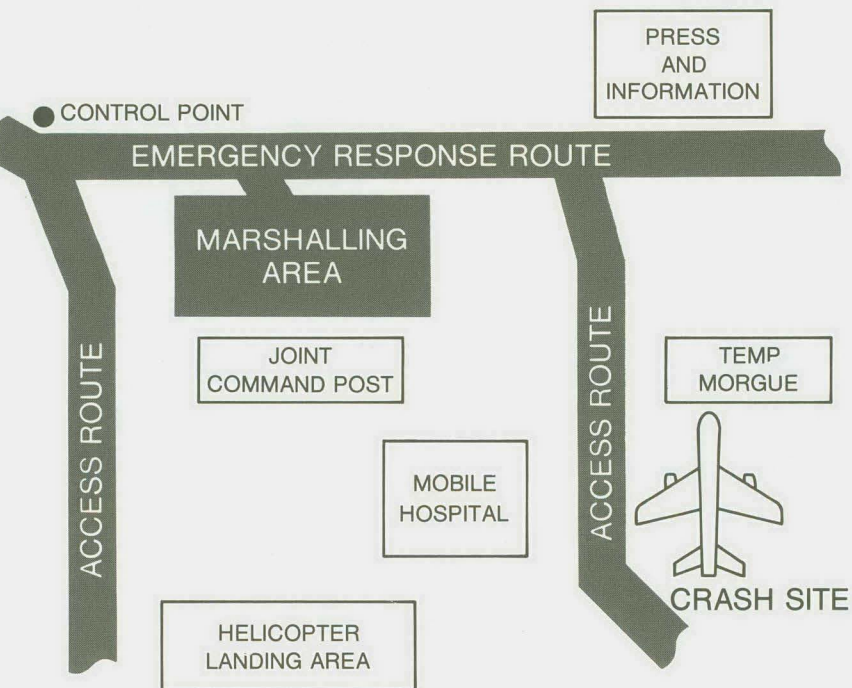 PRESS
AND
INFORMATION
CONTROL POINT
EMERGENCY RESPONSE ROUTE
MARSHALLING
AREA
JOINT
COMMAND POST
TEMP
MORGUE
ACCESS ROUTE
ACCESS ROUTE
MOBILE
HOSPITAL
CRASH SITE
HELICOPTER
LANDING AREA